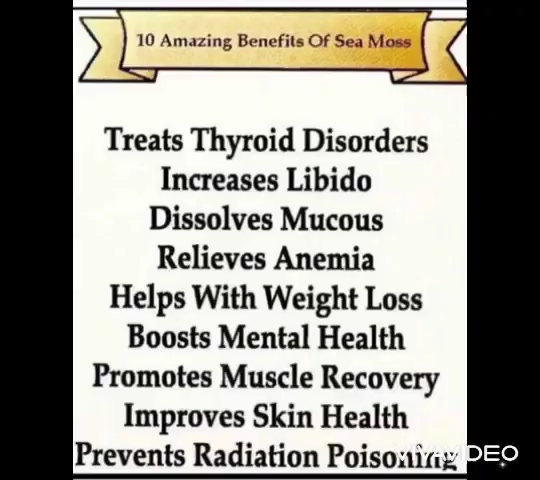 10 Amazing Benefits Of Sea Moss
Treats Thyroid Disorders
Increases Libido
Dissolves Mucous
Relieves Anemia
Helps With Weight Loss
Boosts Mental Health
Promotes Muscle Recovery
Improves Skin Health
Prevents Radiation Poisoning
VIVAVIDEO